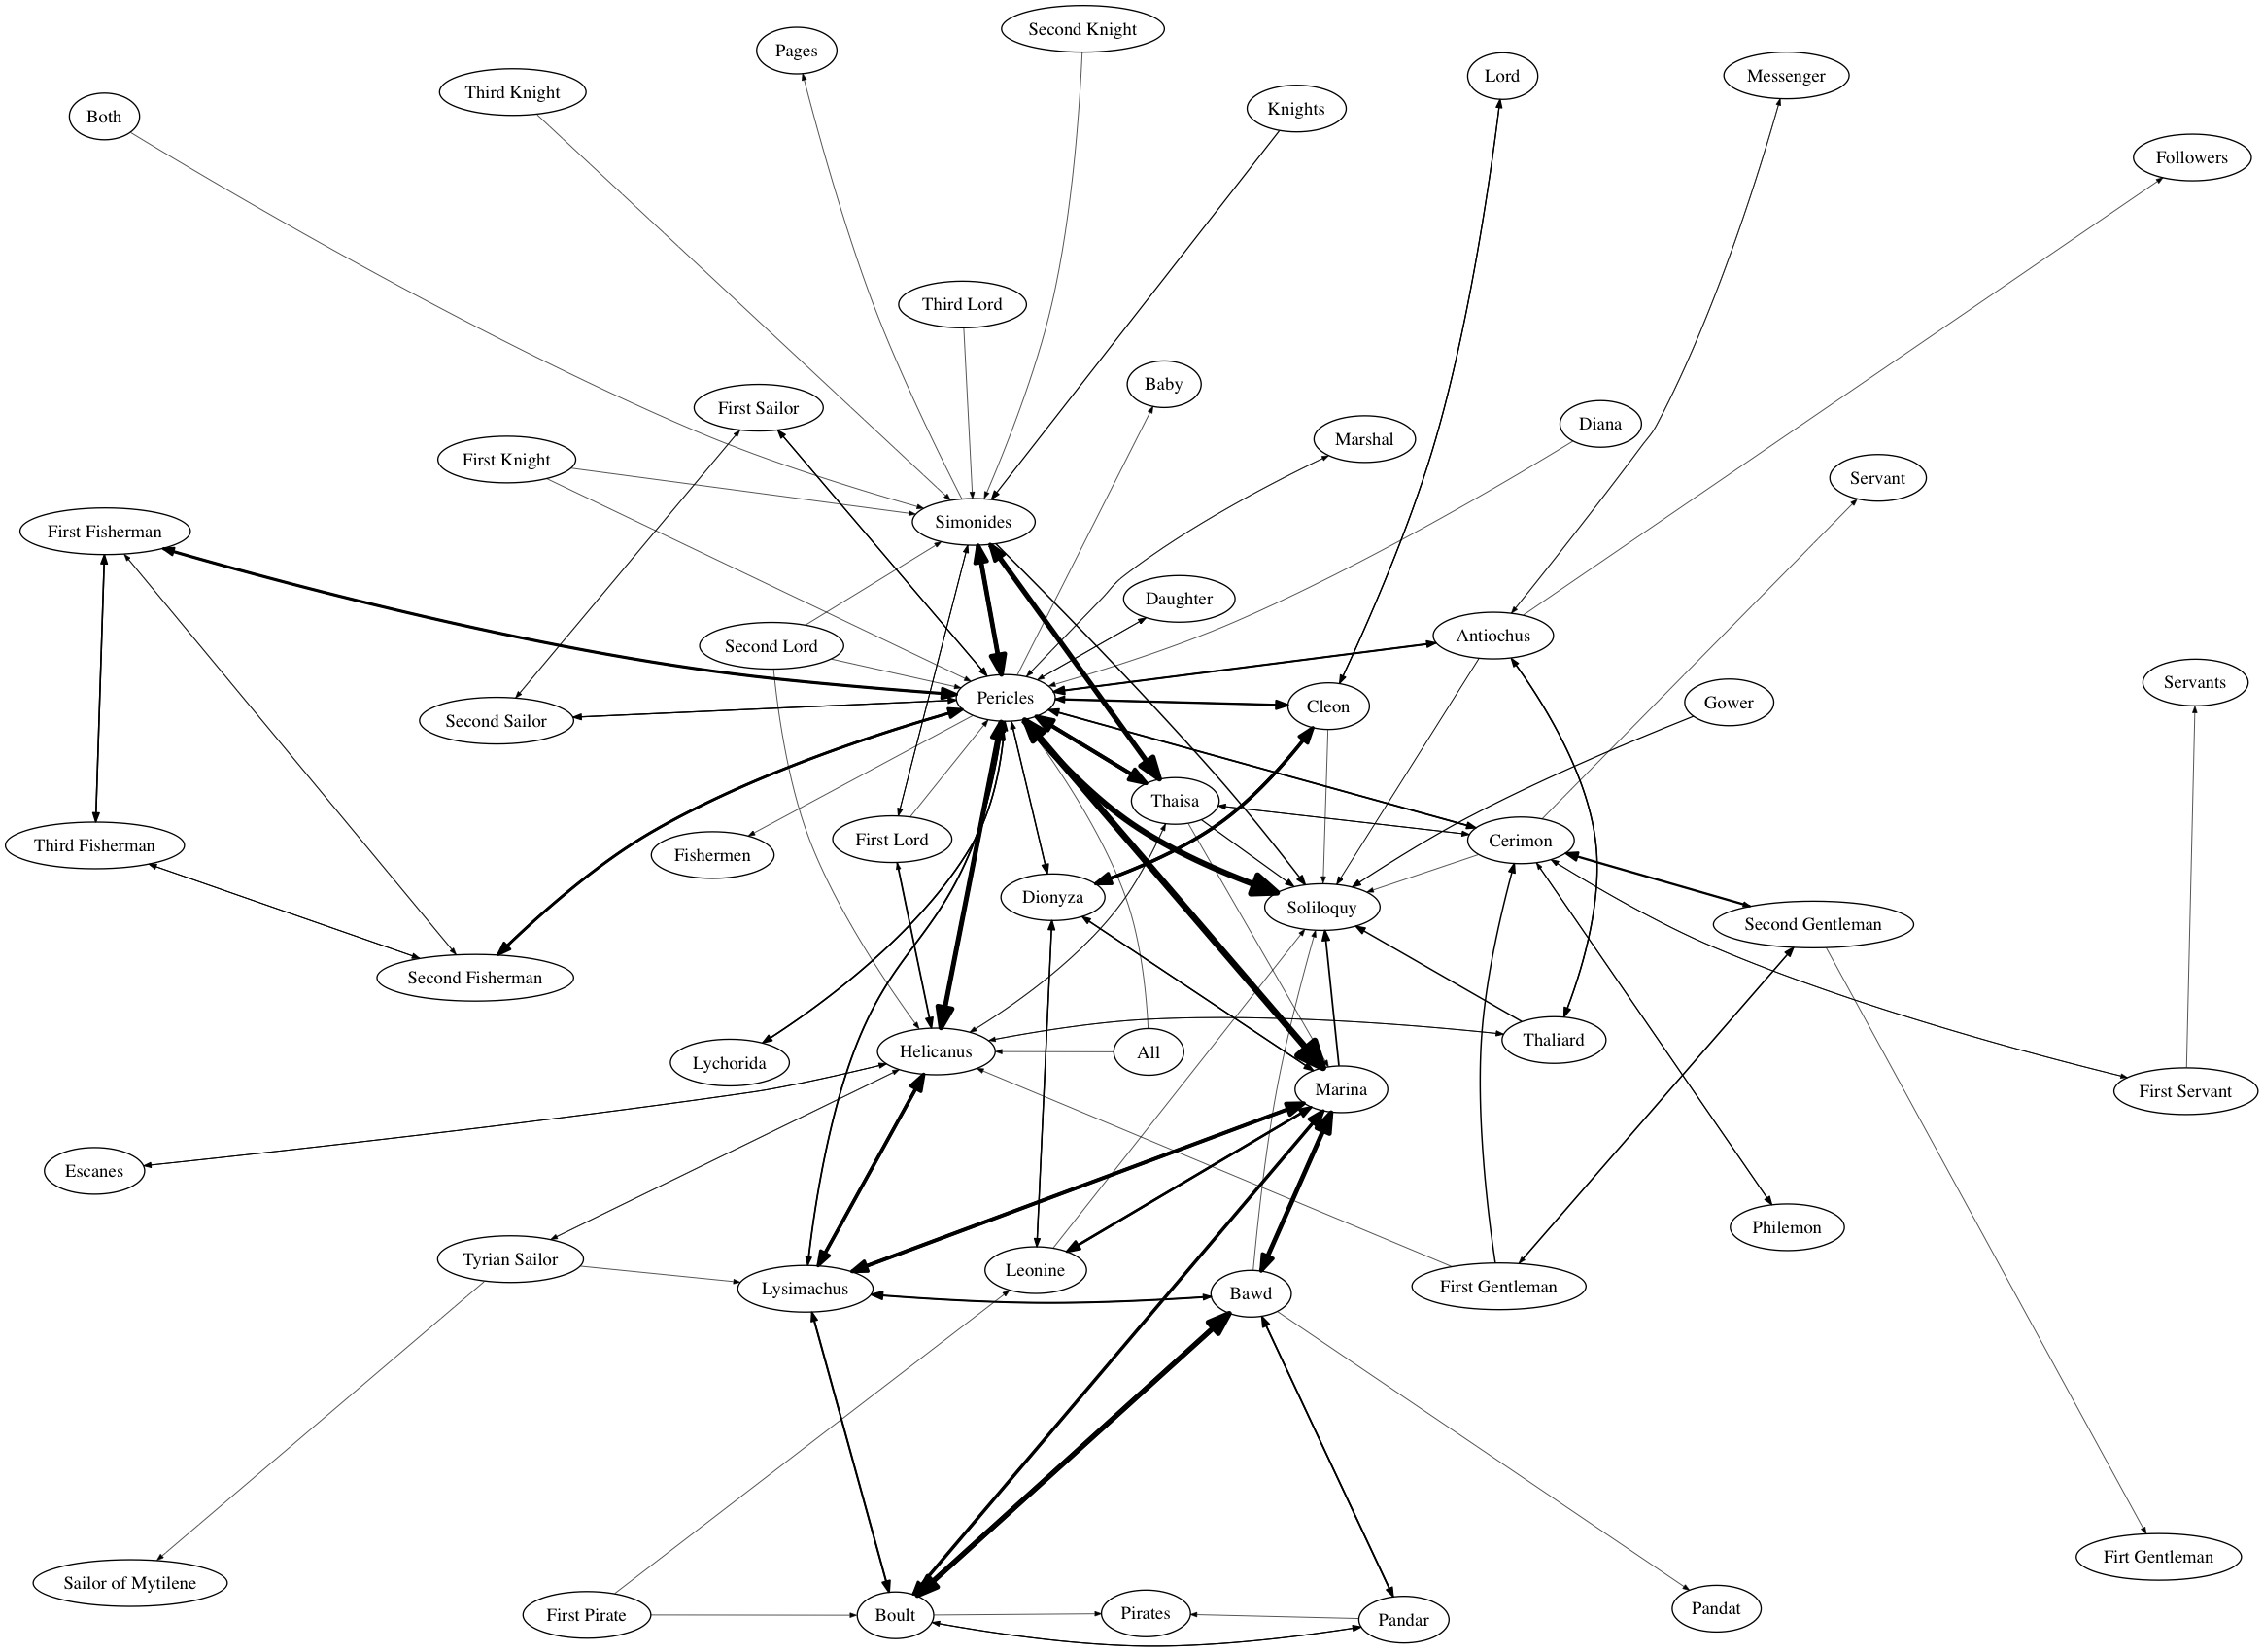 Second Knight
Pages
Lord
Messenger
Third Knight
Knights
Both
Followers
Third Lord
Baby
First Sailor
Diana
Marshal
First Knight
Servant
Simonides
First Fisherman
Daughter
Antiochus
Second Lord
Servants
Pericles
Gower
Cleon
Second Sailor
Thaisa
First Lord
Cerimon
Third Fisherman
Fishermen
Dionyza
Soliloquy
Second Gentleman
Second Fisherman
Thaliard
Helicanus
All
Lychorida
Marina
First Servant
Escanes
Philemon
Tyrian Sailor
Leonine
First Gentleman
Lysimachus
Bawd
Firt Gentleman
Sailor of Mytilene
Pandat
Pirates
First Pirate
Boult
Pandar